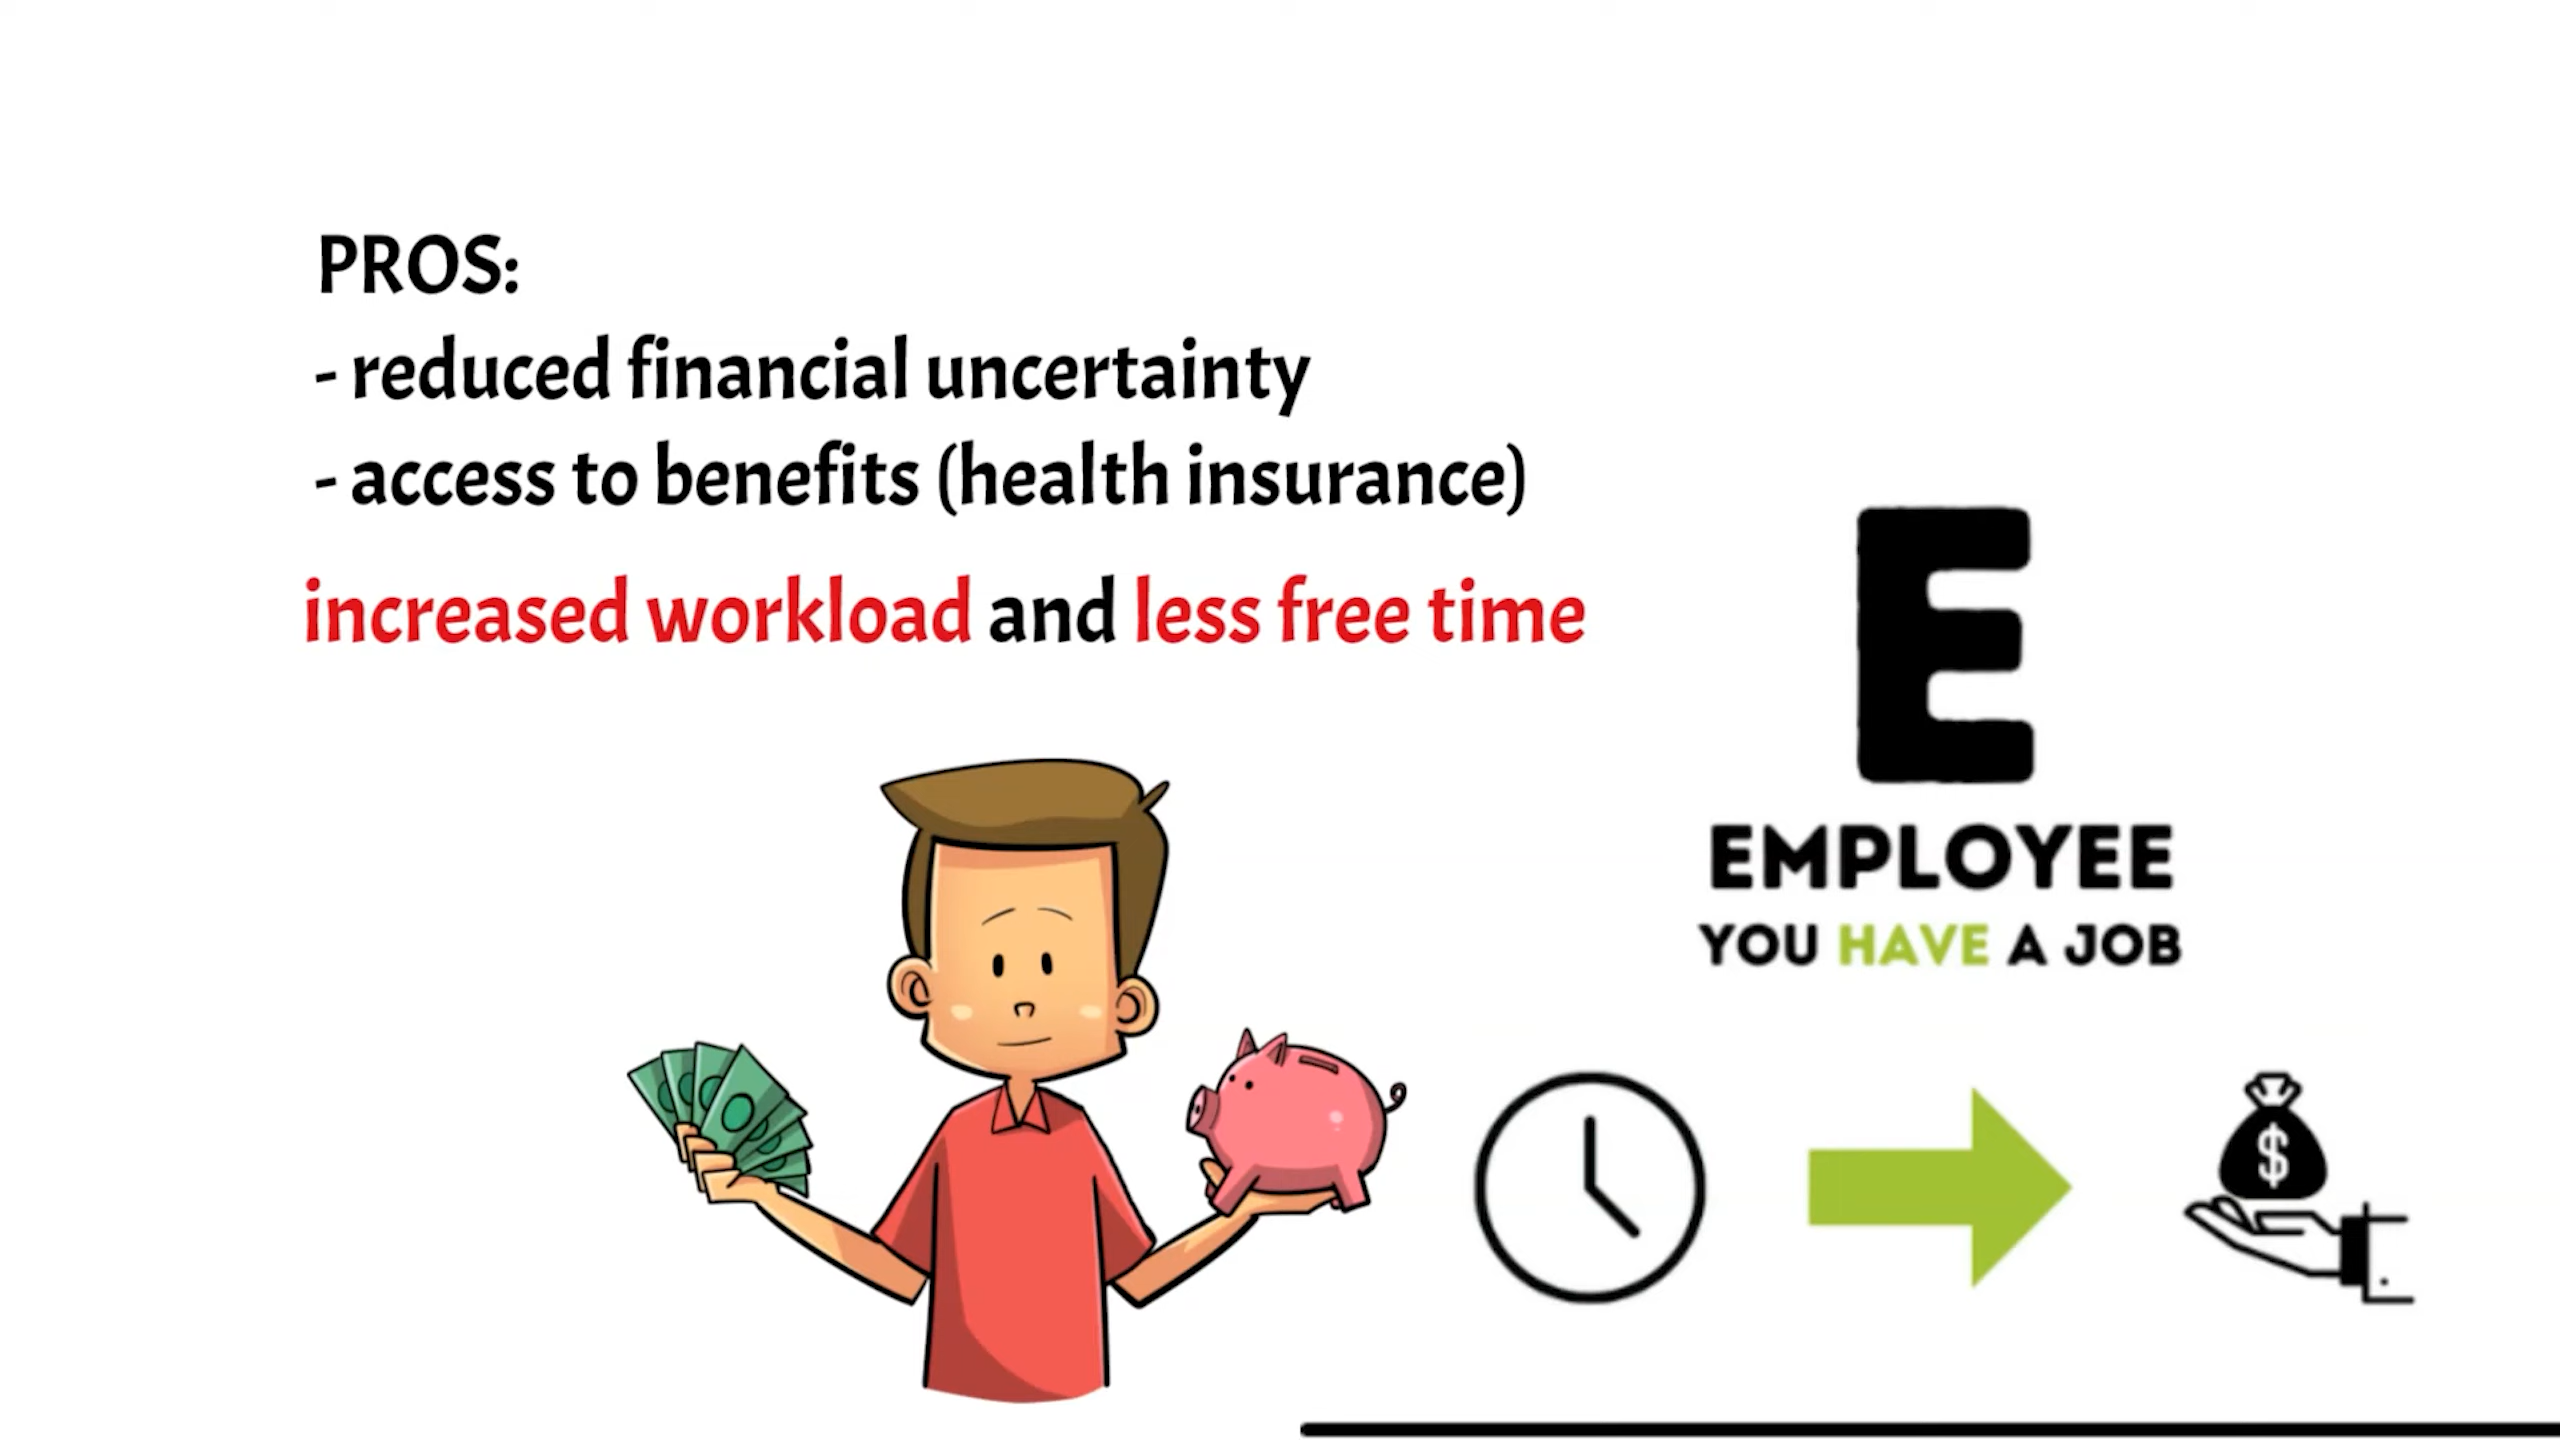 PROS:
- reduced financial uncertainty
- access to benefits (health insurance)
increased workload and less free time
E
EMPLOYEE
YOU HAVE A JOB
$